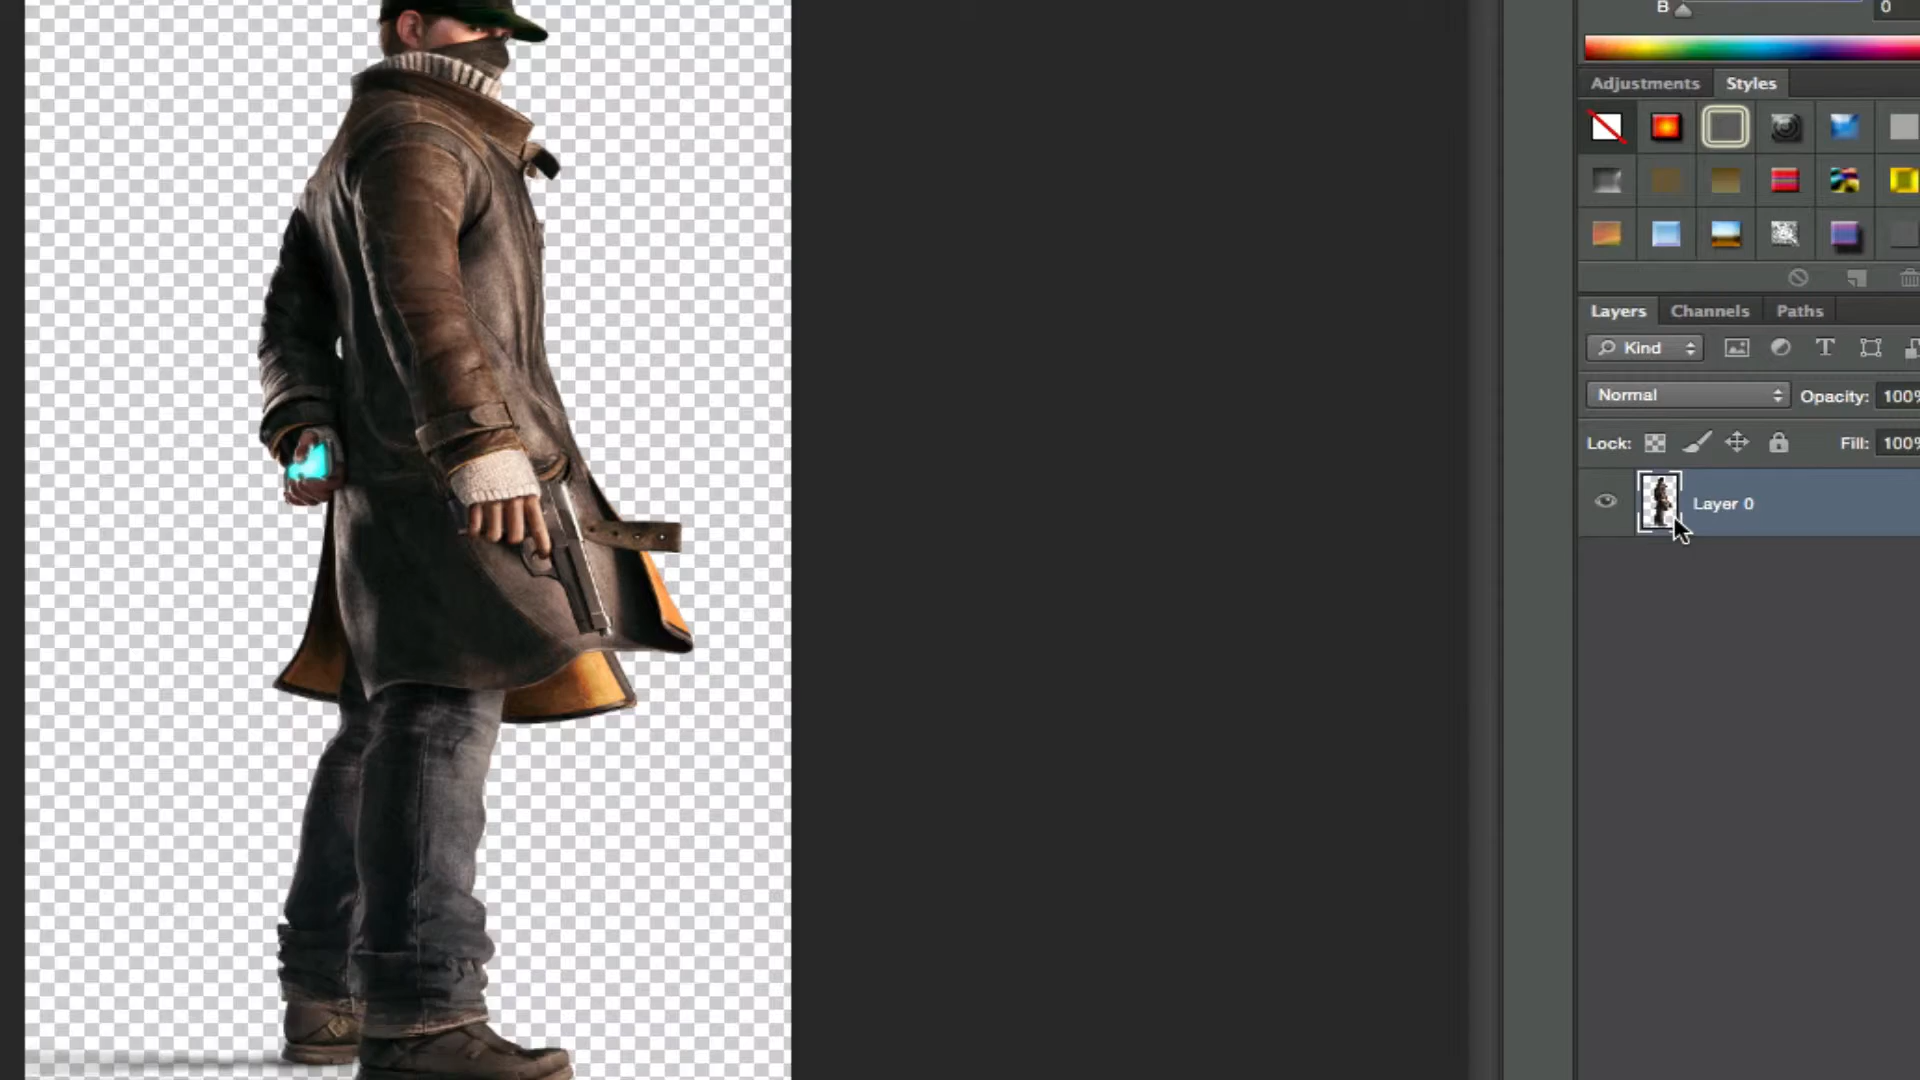 B 0
Adjustments Styles
Layers Channels Paths
Kind T
Normal Opacity: 100%
Lock: Fill: 100%
Layer 0